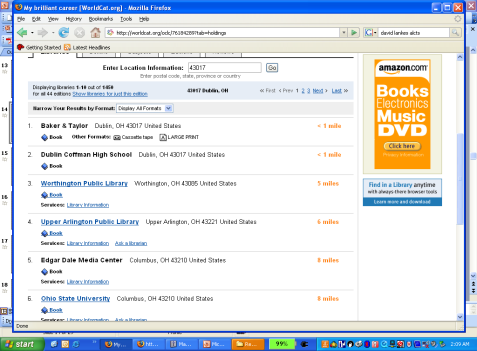 My brilliant career [WorldCat.org] - Mozilla Firefox
File Edit View History Bookmarks Tools Help
http://worldcat.org/oclc/7618428?tab=holdings
david lankes alcts
Getting Started Latest Headlines
Enter Location Information: 43017 Go
Enter postal code, state, province or country
Displaying libraries 1-10 out of 1050
for all 44 editions Show libraries for just this edition
43017 Dublin, OH
« First < Prev 1 2 3 Next > Last »
Narrow Your Results by Format: Display All Formats
1. Baker & Taylor Dublin, OH 43017 United States < 1 mile
Book Other Formats: Cassette tape LARGE PRINT
2. Dublin Coffman High School Dublin, OH 43017 United States < 1 mile
Book
3. Worthington Public Library Worthington, OH 43085 United States 5 miles
Book
Services: Library Information
4. Upper Arlington Public Library Upper Arlington, OH 43221 United States 6 miles
Book
Services: Library Information Ask a librarian
5. Edgar Dale Media Center Columbus, OH 43210 United States 8 miles
Book
6. Ohio State University Columbus, OH 43210 United States 8 miles
Book
Services: Library Information Ask a librarian
amazon.com
Books
Electronics
Music
DVD
Click here
Find in a Library anytime
with always-there browser tools
Learn more and download
13
14
15
16
17
18
Done
start
99%
2:09 AM